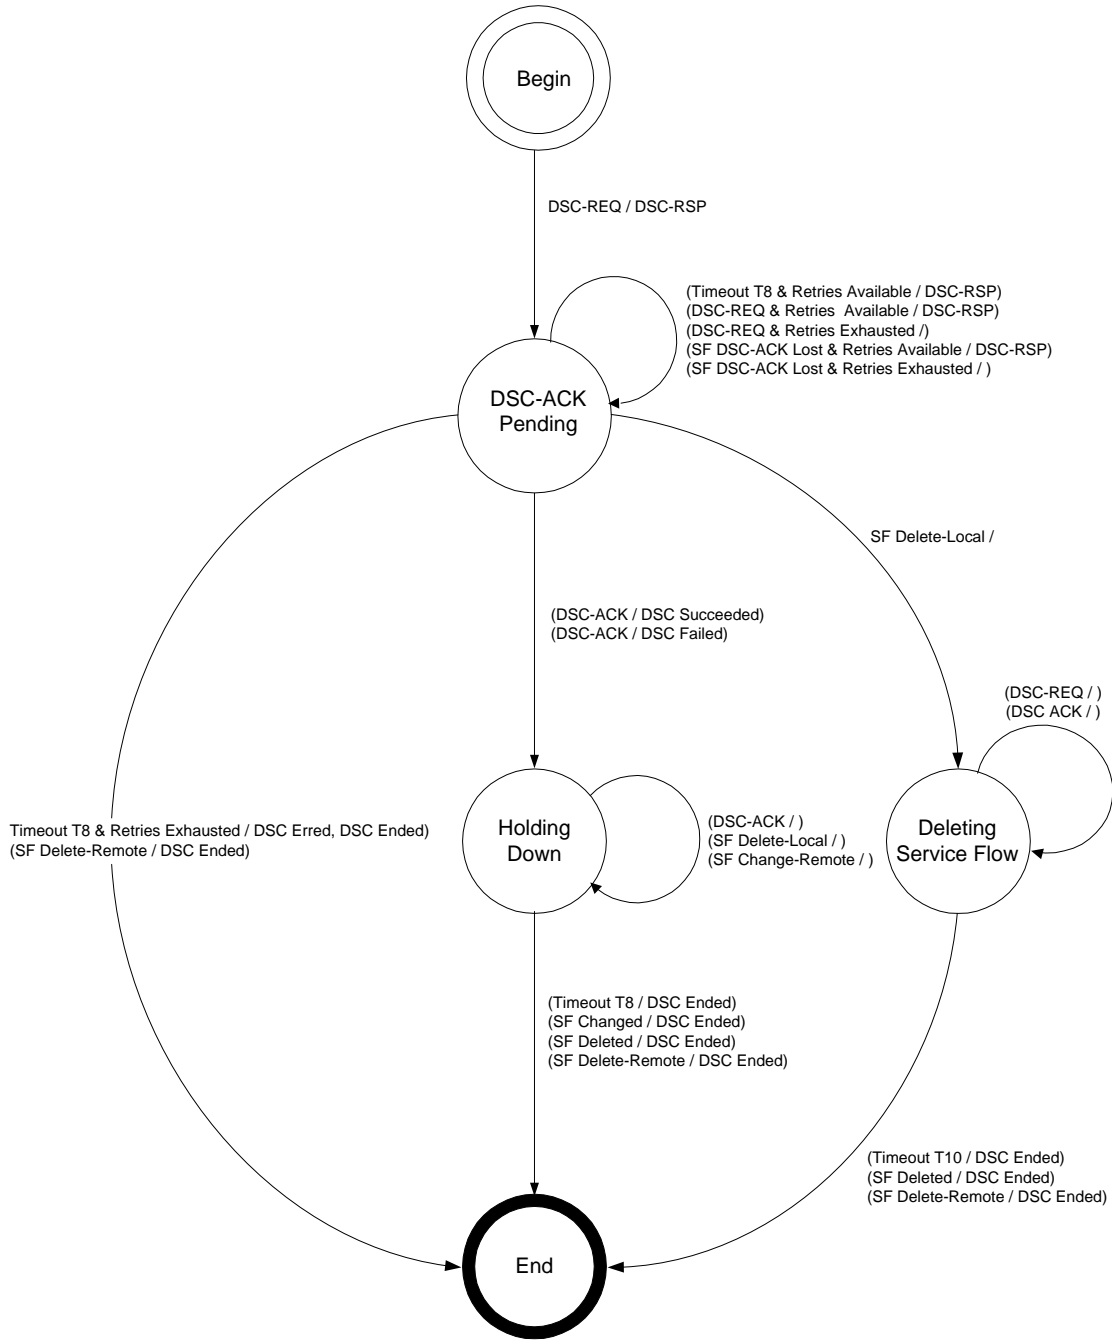 Begin
DSC-REQ / DSC-RSP
(Timeout T8 & Retries Available / DSC-RSP)
(DSC-REQ & Retries  Available / DSC-RSP)
(DSC-REQ & Retries Exhausted /)
(SF DSC-ACK Lost & Retries Available / DSC-RSP)
(SF DSC-ACK Lost & Retries Exhausted / )
DSC-ACK
Pending
SF Delete-Local /
(DSC-ACK / DSC Succeeded)
(DSC-ACK / DSC Failed)
(DSC-REQ / )
(DSC ACK / )
Timeout T8 & Retries Exhausted / DSC Erred, DSC Ended)
(SF Delete-Remote / DSC Ended)
Holding
Down
(DSC-ACK / )
(SF Delete-Local / )
(SF Change-Remote / )
Deleting
Service Flow
(Timeout T8 / DSC Ended)
(SF Changed / DSC Ended)
(SF Deleted / DSC Ended)
(SF Delete-Remote / DSC Ended)
(Timeout T10 / DSC Ended)
(SF Deleted / DSC Ended)
(SF Delete-Remote / DSC Ended)
End